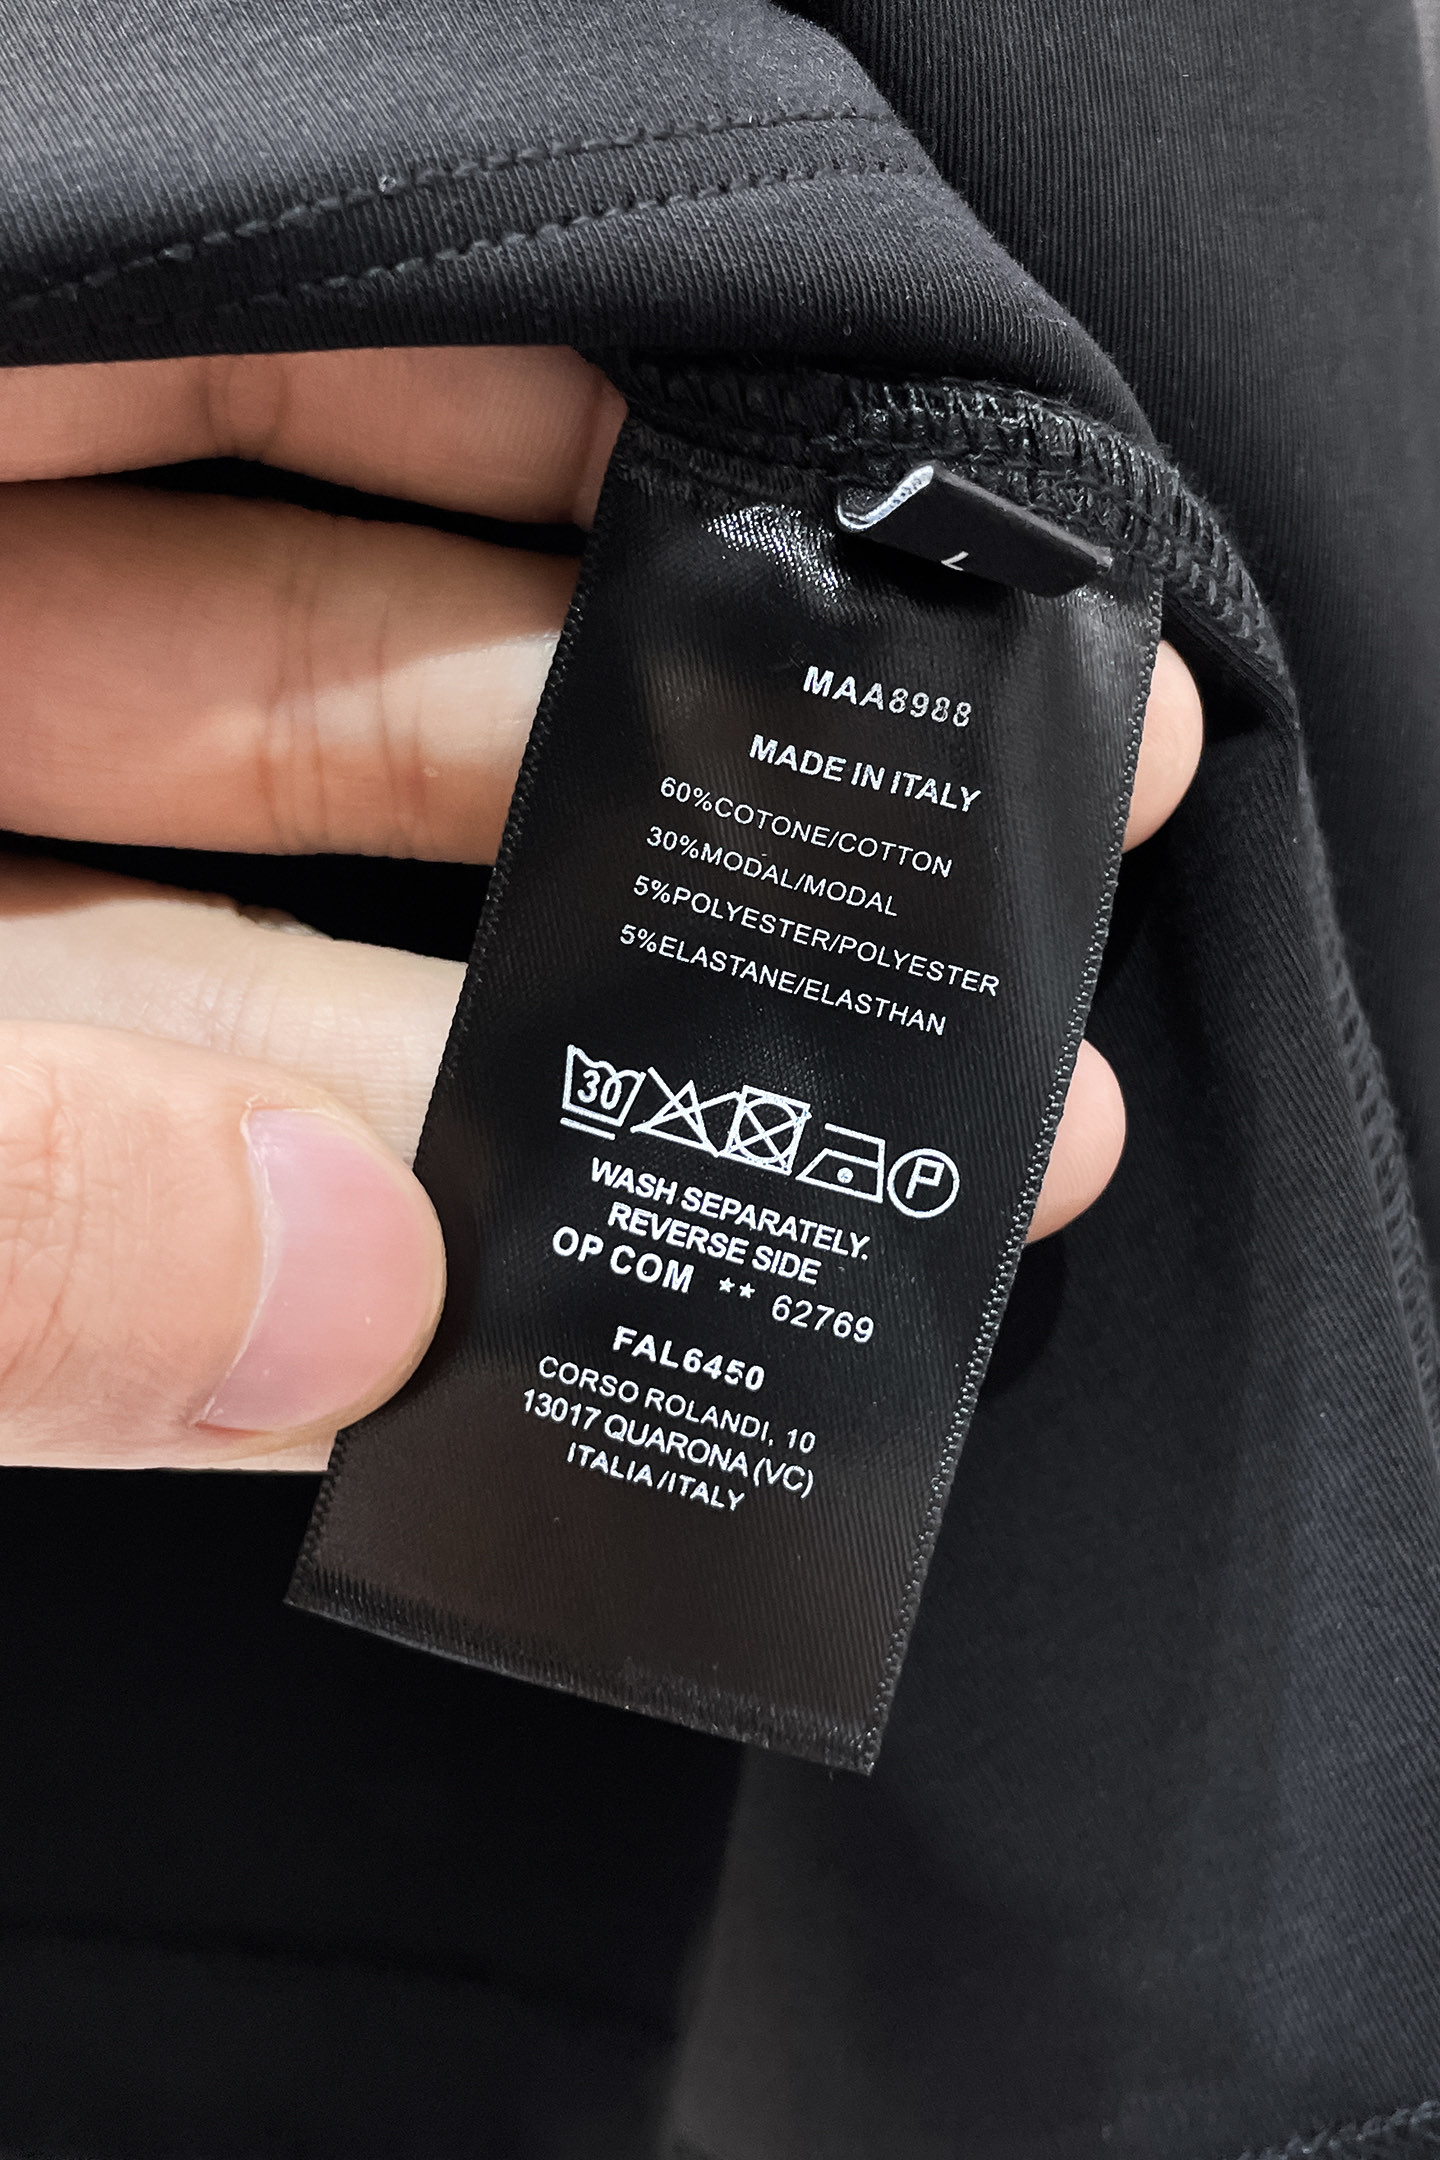 L
MAA8988
MADE IN ITALY
60%COTONE/COTTON
30%MODAL/MODAL
5%POLYESTER/POLYESTER
5%ELASTANE/ELASTHAN
30
P
WASH SEPARATELY.
REVERSE SIDE
OP COM ** 62769
FAL6450
CORSO ROLANDI, 10
13017 QUARONA (VC)
ITALIA/ITALY